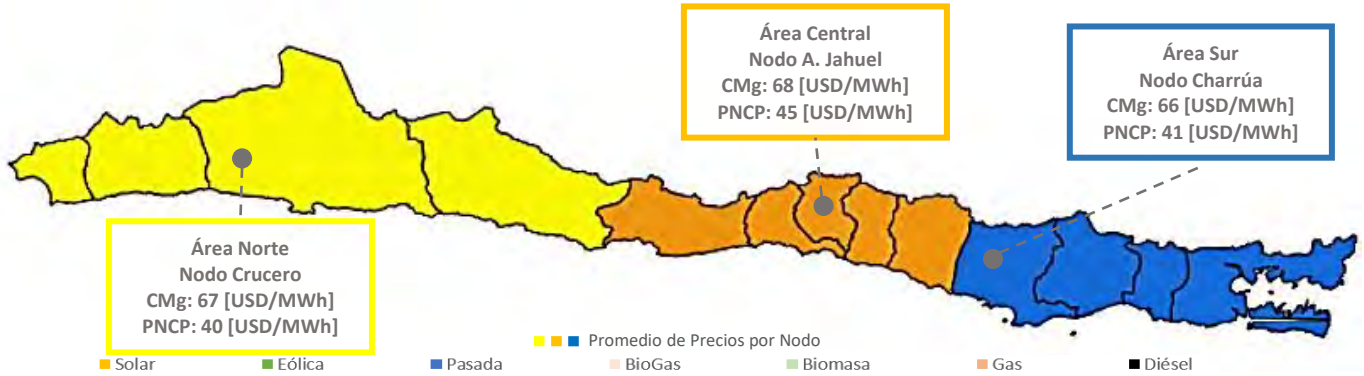 Área Central
Nodo A. Jahuel
CMg: 68 [USD/MWh]
PNCP: 45 [USD/MWh]
Área Sur
Nodo Charrúa
CMg: 66 [USD/MWh]
PNCP: 41 [USD/MWh]
Área Norte
Nodo Crucero
CMg: 67 [USD/MWh]
PNCP: 40 [USD/MWh]
Promedio de Precios por Nodo
Solar Eólica Pasada BioGas Biomasa Gas Diésel